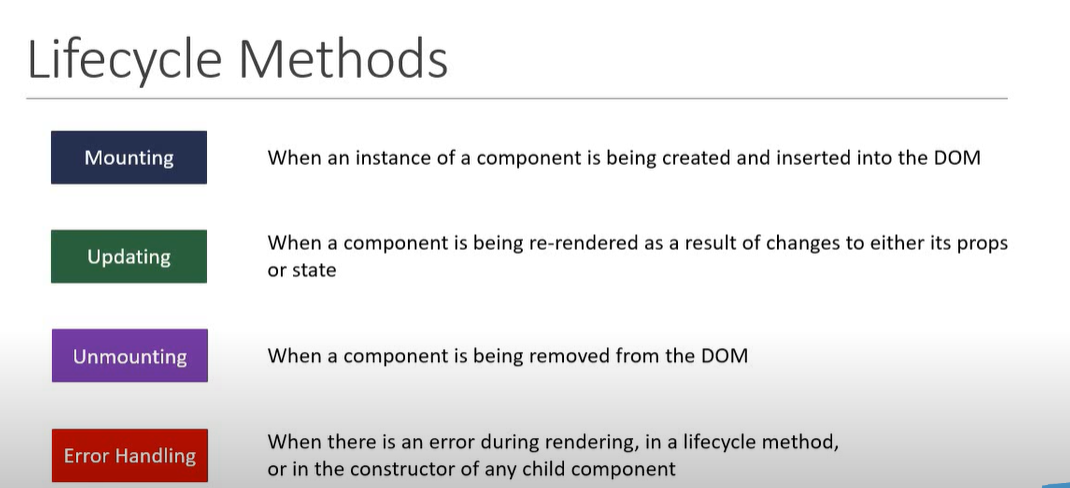 Lifecycle Methods
Mounting
When an instance of a component is being created and inserted into the DOM
Updating
When a component is being re-rendered as a result of changes to either its props
or state
Unmounting
When a component is being removed from the DOM
Error Handling
When there is an error during rendering, in a lifecycle method,
or in the constructor of any child component